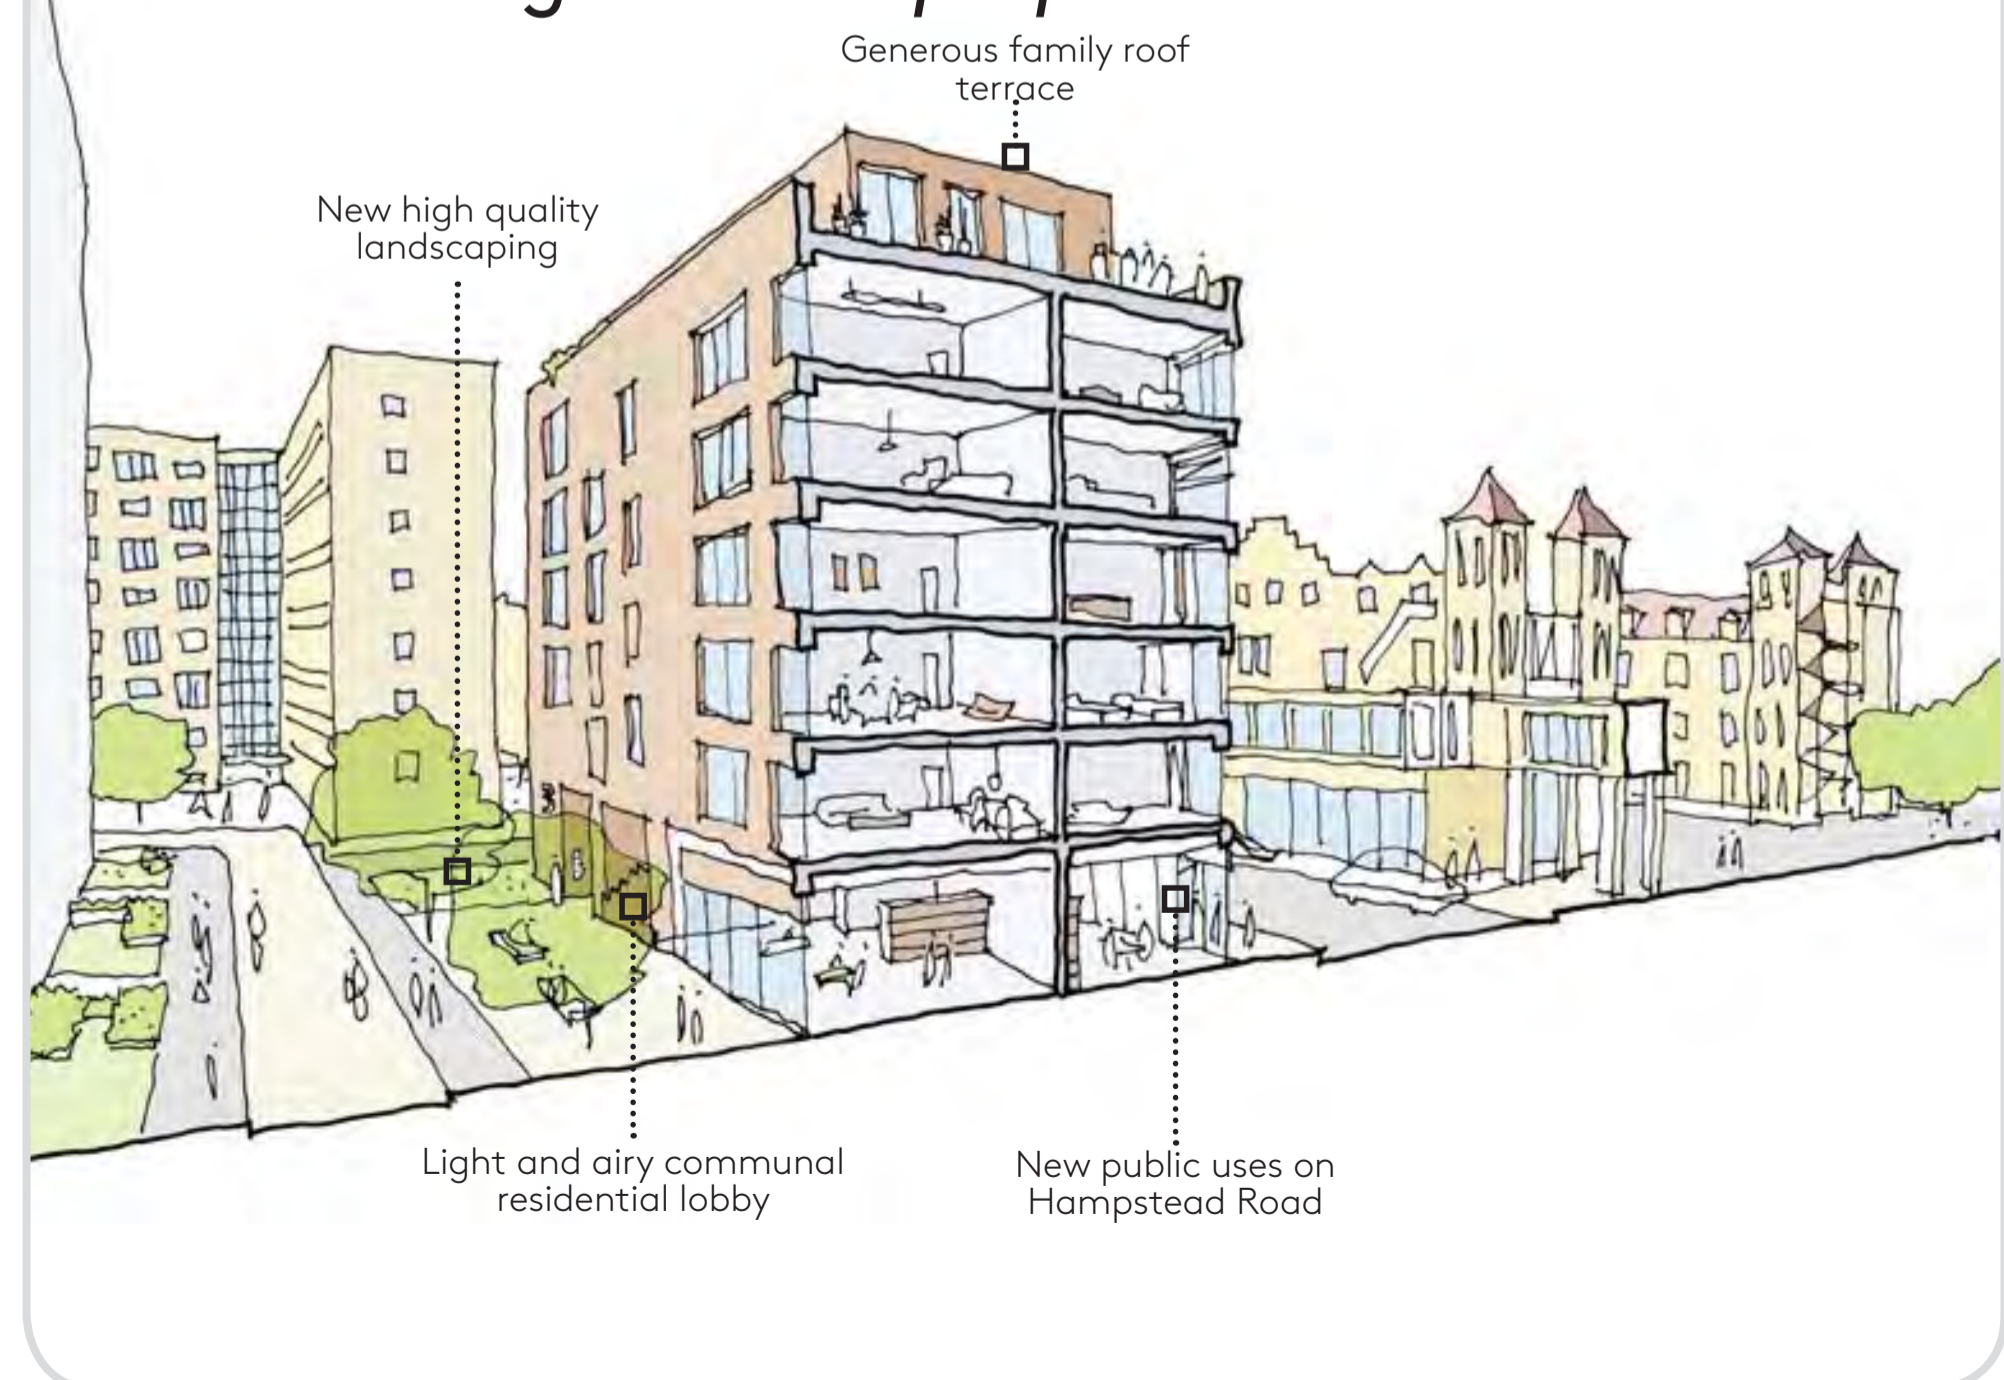 Generous family roof
terrace
New high quality
landscaping
Light and airy communal
residential lobby
New public uses on
Hampstead Road